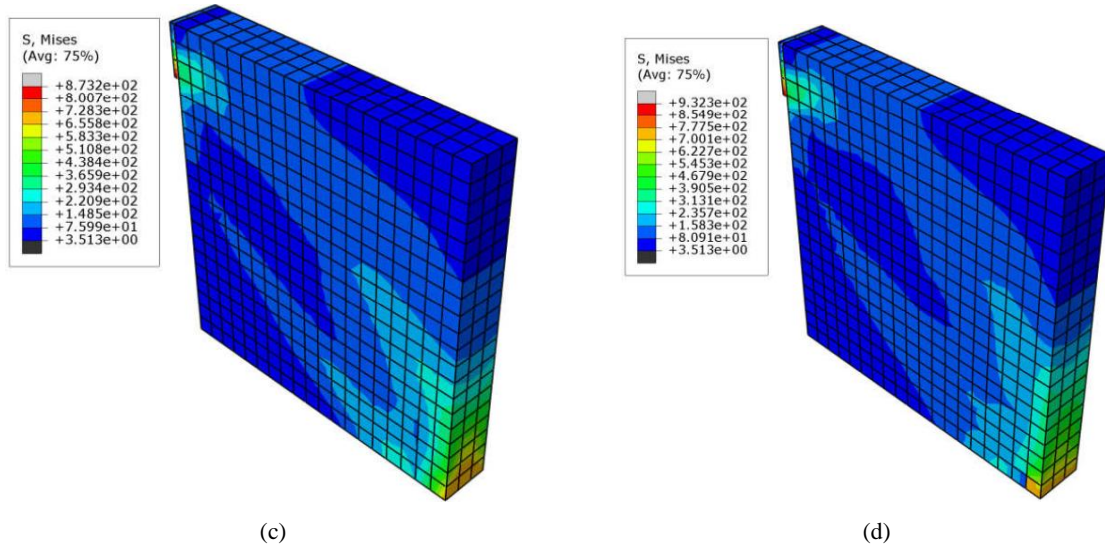 S, Mises
(Avg: 75%)
+8.732e+02
+8.007e+02
+7.283e+02
+6.558e+02
+5.833e+02
+5.108e+02
+4.384e+02
+3.659e+02
+2.934e+02
+2.209e+02
+1.485e+02
+7.599e+01
+3.513e+00
(c)
S, Mises
(Avg: 75%)
+9.323e+02
+8.549e+02
+7.775e+02
+7.001e+02
+6.227e+02
+5.453e+02
+4.679e+02
+3.905e+02
+3.131e+02
+2.357e+02
+1.583e+02
+8.091e+01
+3.513e+00
(d)